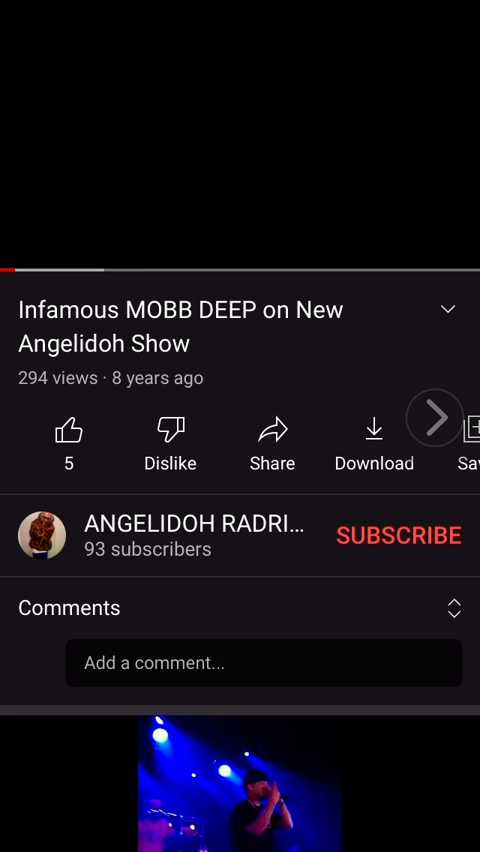 Infamous MOBB DEEP on New
Angelidoh Show
294 views · 8 years ago
5
Dislike
Share
Download
Sav
ANGELIDOH RADRI...
SUBSCRIBE
93 subscribers
Comments
Add a comment...